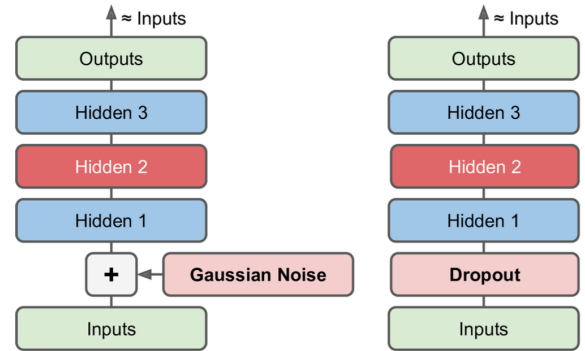 ≈ Inputs
Outputs
Hidden 3
Hidden 2
Hidden 1
+
Gaussian Noise
Inputs
≈ Inputs
Outputs
Hidden 3
Hidden 2
Hidden 1
Dropout
Inputs